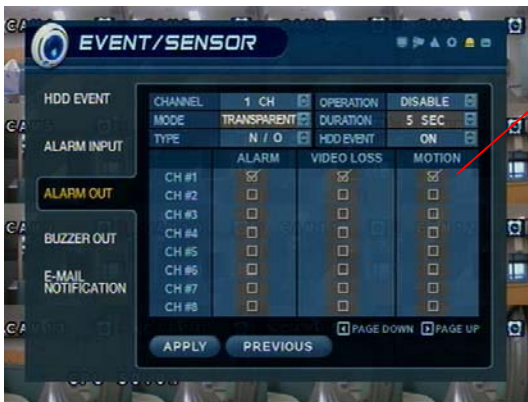 EVENT/SENSOR
HDD EVENT
ALARM INPUT
ALARM OUT
BUZZER OUT
E-MAIL
NOTIFICATION
CHANNEL 1 CH OPERATION DISABLE
MODE TRANSPARENT DURATION 5 SEC
TYPE N / O HDD EVENT ON
ALARM VIDEO LOSS MOTION
CH #1
CH #2
CH #3
CH #4
CH #5
CH #6
CH #7
CH #8
PAGE DOWN PAGE UP
APPLY PREVIOUS